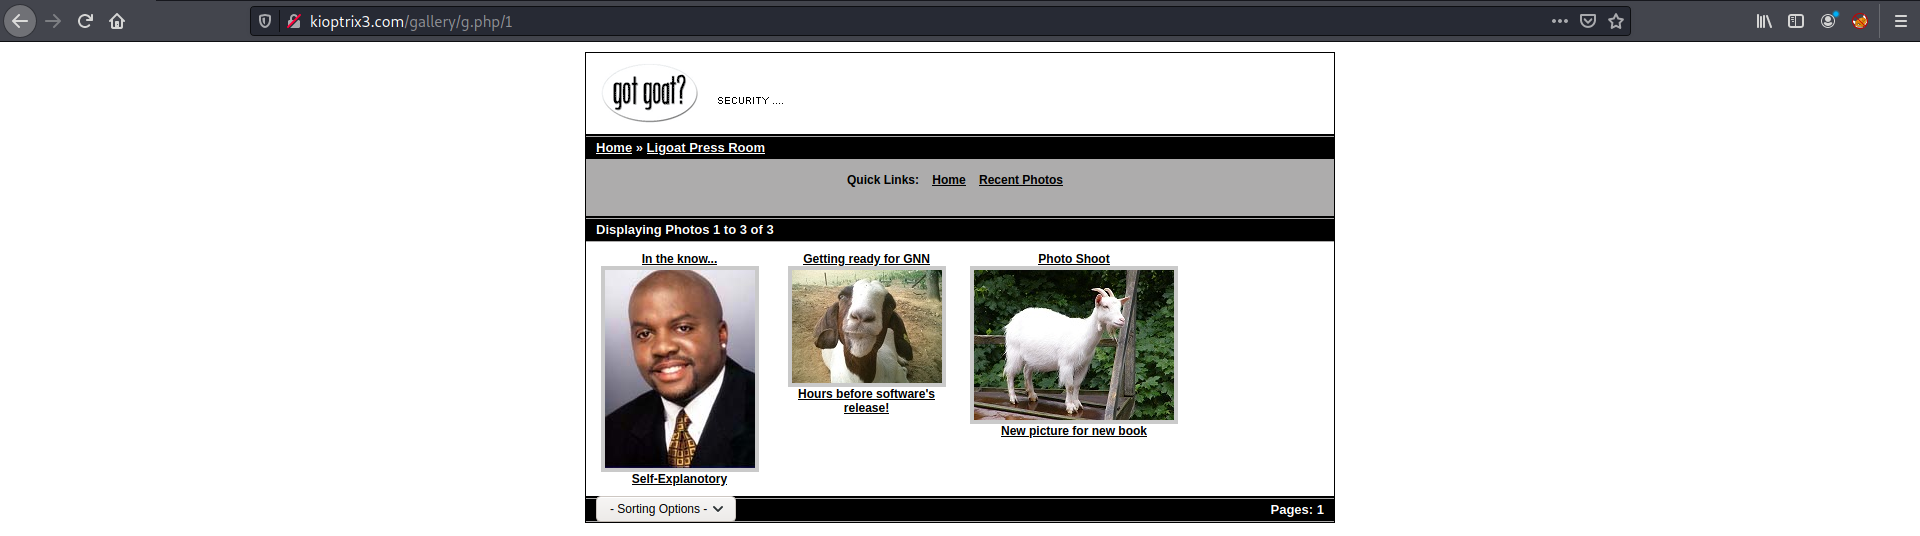 kioptrix3.com/gallery/g.php/1
got goat?
SECURITY ....
Home » Ligoat Press Room
Quick Links: Home Recent Photos
Displaying Photos 1 to 3 of 3
In the know...
Getting ready for GNN
Photo Shoot
Hours before software's
release!
New picture for new book
Self-Explanotory
- Sorting Options -
Pages: 1